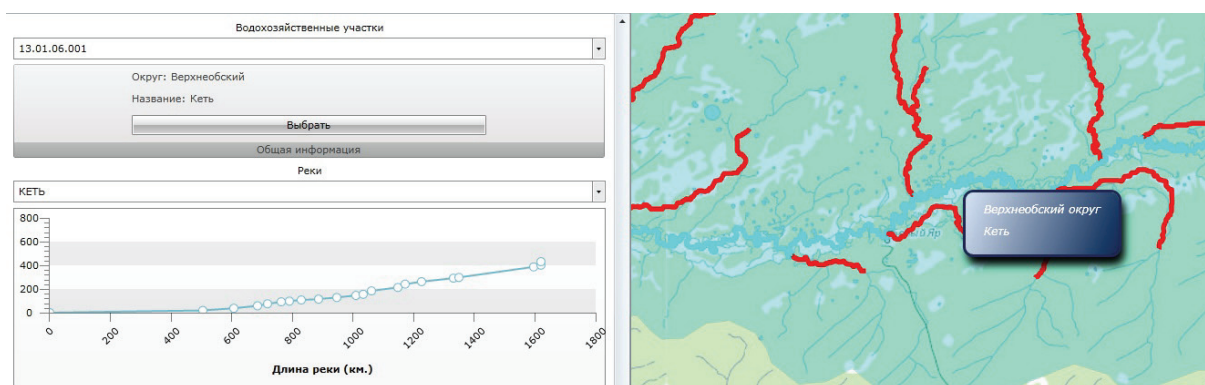 Водохозяйственные участки
13.01.06.001
Округ: Верхнеобский
Название: Кеть
Выбрать
Общая информация
Реки
КЕТЬ
800
600
400
200
0
0 200 400 600 800 1000 1200 1400 1600 1800
Длина реки (км.)
Верхнеобский округ
Кеть